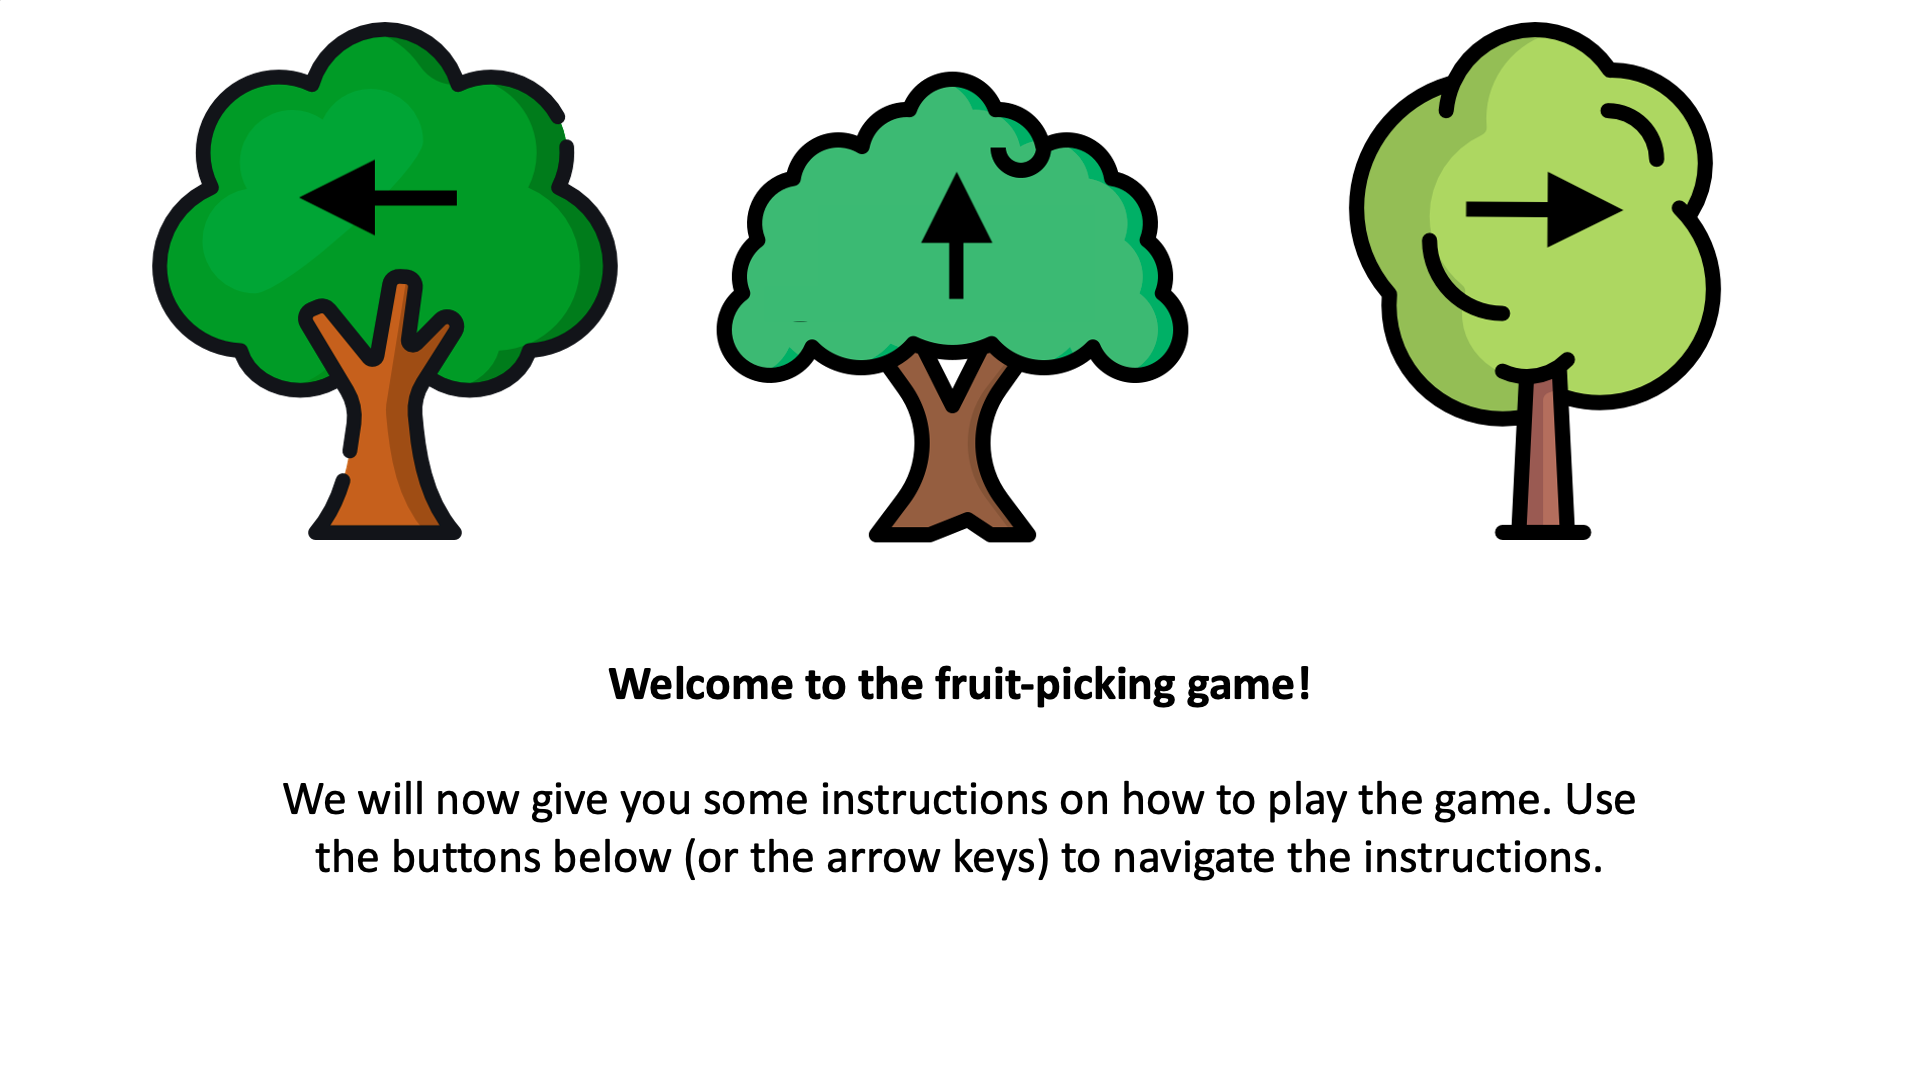 Welcome to the fruit-picking game!
We will now give you some instructions on how to play the game. Use
the buttons below (or the arrow keys) to navigate the instructions.